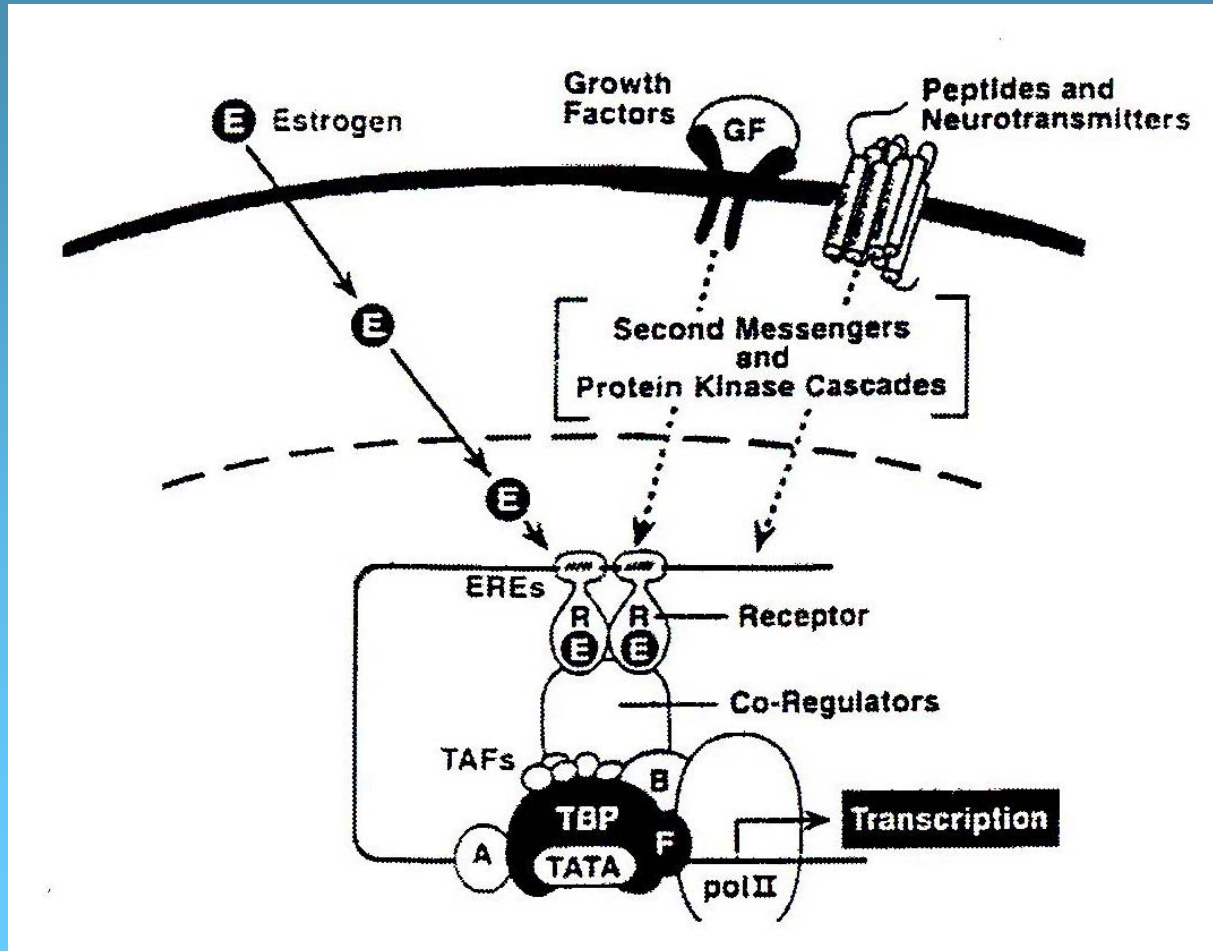 E Estrogen
Growth
Factors
GF
Peptides and
Neurotransmitters
E
Second Messengers
and
Protein Kinase Cascades
E
EREs
R R Receptor
E E
Co-Regulators
TAFs
B
TBP
A
F
TATA
Transcription
polII